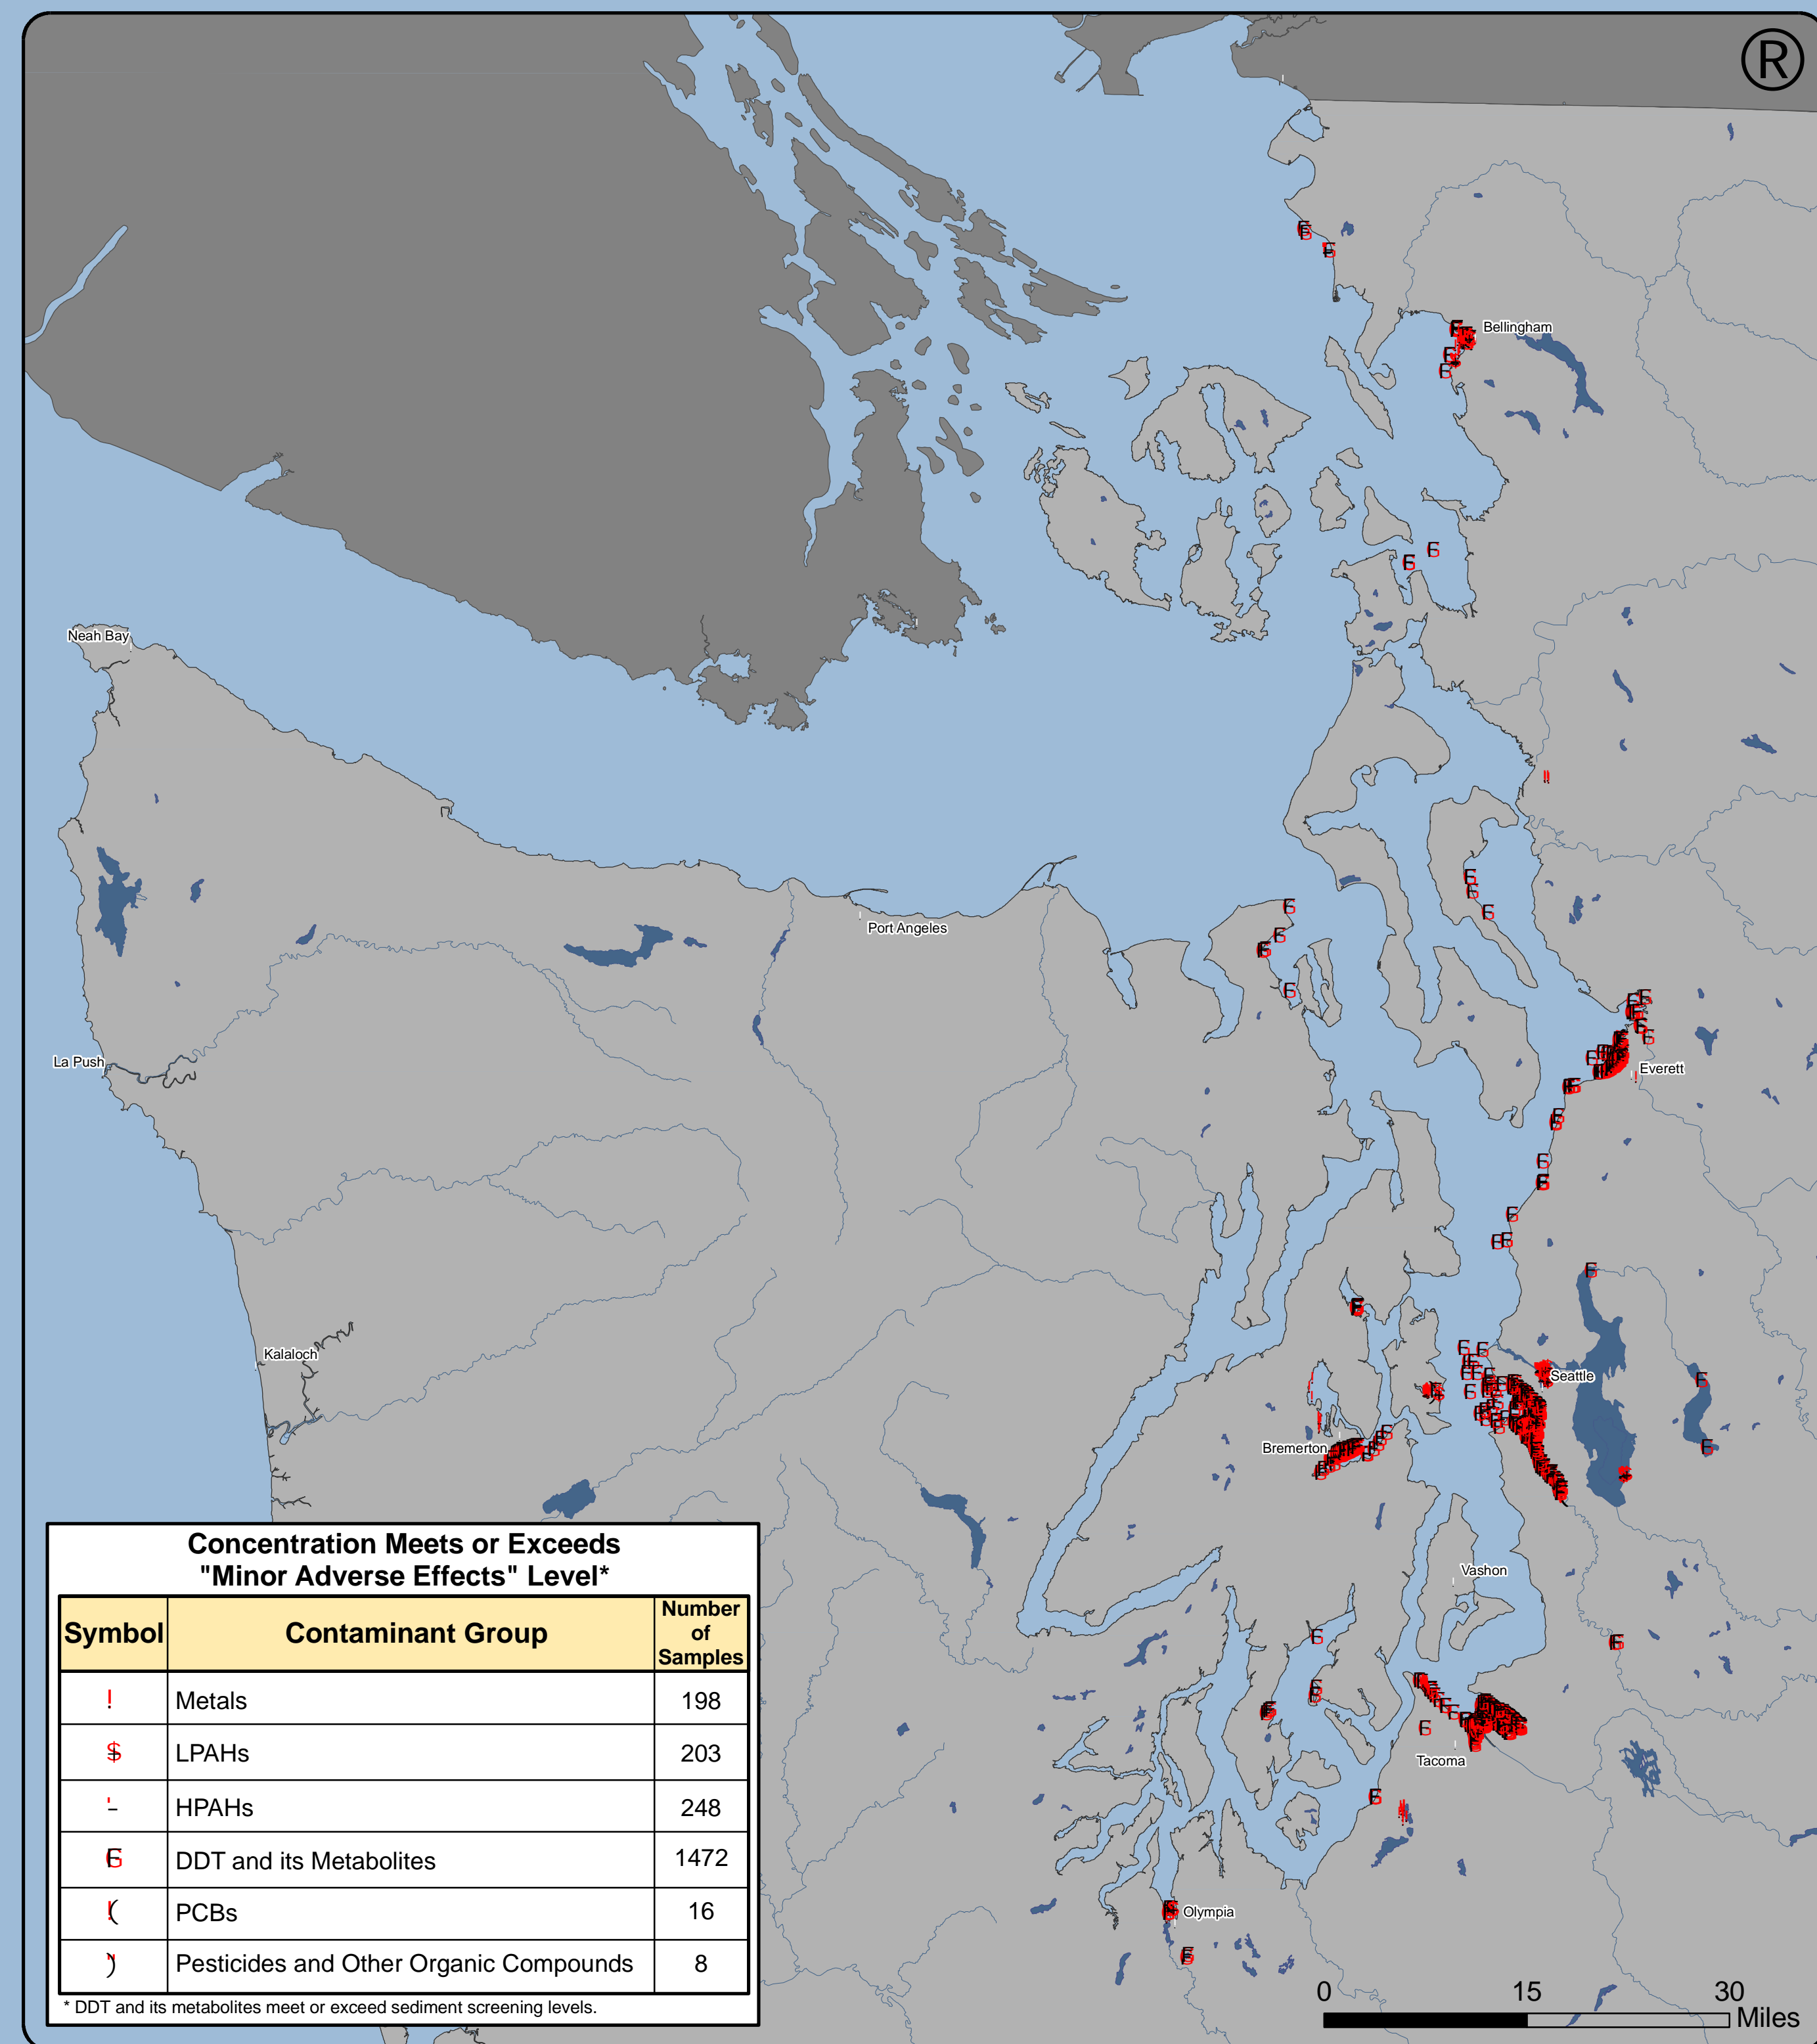 ®
Bellingham
Neah Bay
Port Angeles
La Push
Everett
Kalaloch
Seattle
Bremerton
Vashon
Tacoma
Olympia
Concentration Meets or Exceeds
"Minor Adverse Effects" Level*
Symbol Contaminant Group Number of Samples
! Metals 198
$ LPAHs 203
HPAHs 248
G DDT and its Metabolites 1472
( PCBs 16
) Pesticides and Other Organic Compounds 8
* DDT and its metabolites meet or exceed sediment screening levels.
0 15 30
Miles